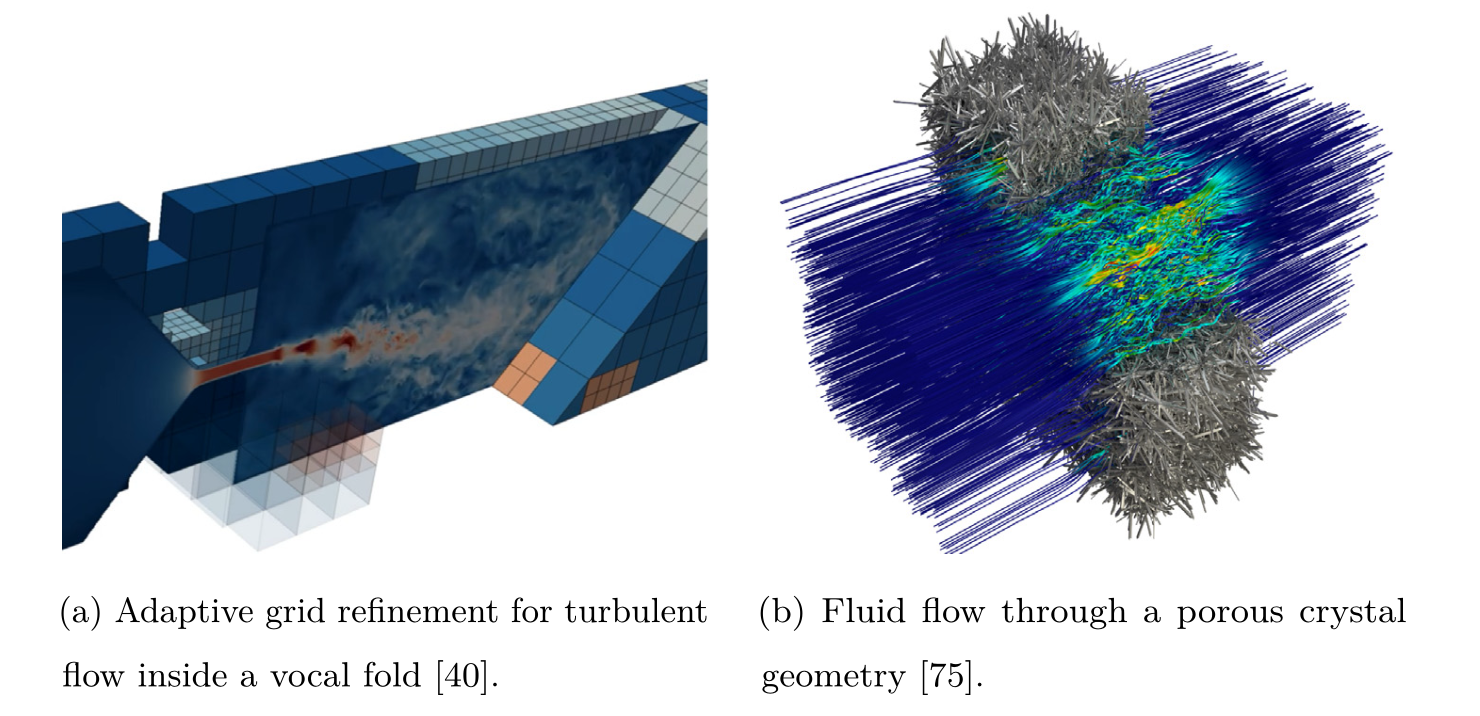 (a) Adaptive grid refinement for turbulent
flow inside a vocal fold [40].
(b) Fluid flow through a porous crystal
geometry [75].